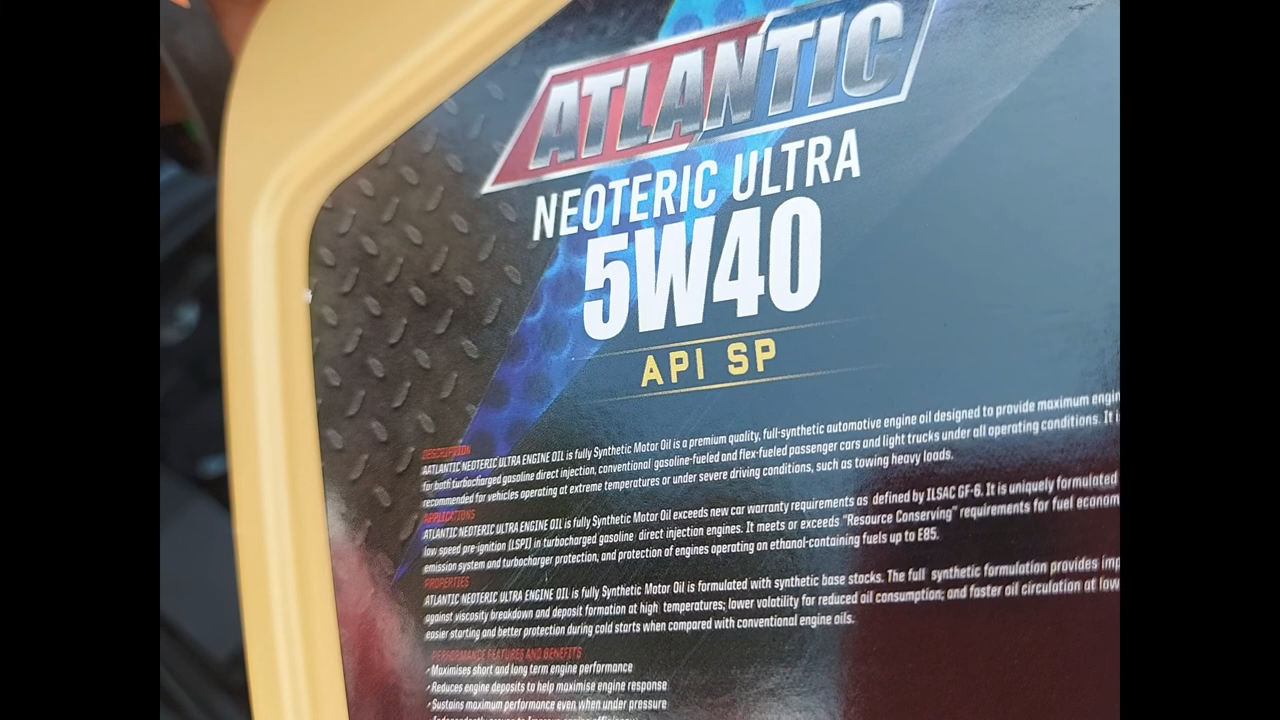 ATLANTIC
NEOTERIC ULTRA
5W40
API SP
DESCRIPTION
AATLANTIC NEOTERIC ULTRA ENGINE OIL is fully Synthetic Motor Oil is a premium quality, full-synthetic automotive engine oil designed to provide maximum engin
for both turbocharged gasoline direct injection, conventional gasoline-fueled and flex-fueled passenger cars and light trucks under all operating conditions. It i
recommended for vehicles operating at extreme temperatures or under severe driving conditions, such as towing heavy loads.
APPLICATIONS
ATLANTIC NEOTERIC ULTRA ENGINE OIL is fully Synthetic Motor Oil exceeds new car warranty requirements as defined by ILSAC GF-6. It is uniquely formulated
low speed pre-ignition (LSPI) in turbocharged gasoline direct injection engines. It meets or exceeds "Resource Conserving" requirements for fuel econom
emission system and turbocharger protection, and protection of engines operating on ethanol-containing fuels up to E85.
PROPERTIES
ATLANTIC NEOTERIC ULTRA ENGINE OIL is fully Synthetic Motor Oil is formulated with synthetic base stocks. The full synthetic formulation provides imp
against viscosity breakdown and deposit formation at high temperatures; lower volatility for reduced oil consumption; and faster oil circulation at low
easier starting and better protection during cold starts when compared with conventional engine oils.
PERFORMANCE FEATURES AND BENEFITS
• Maximises short and long term engine performance
• Reduces engine deposits to help maximise engine response
• Sustains maximum performance even when under pressure